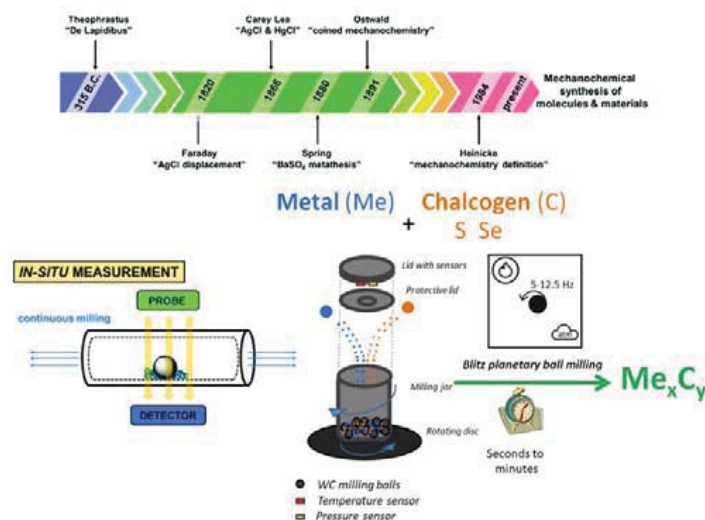 Theophrastus
"De Lapidibus"
Carey Lea
"AgCl & HgCl"
Ostwald
"coined mechanochemistry"
315 B.C.
1820
1866
1880
1891
1984
present
Mechanochemical
synthesis of
molecules & materials
Faraday
"AgCl displacement"
Spring
"BaSO₄ metathesis"
Heinicke
"mechanochemistry definition"
Metal (Me)
+
Chalcogen (C)
S Se
IN-SITU MEASUREMENT
PROBE
continuous milling
DETECTOR
Lid with sensors
Protective lid
Milling jar
Rotating disc
5-12.5 Hz
Blitz planetary ball milling
MeₓCᵧ
Seconds to
minutes
WC milling balls
Temperature sensor
Pressure sensor